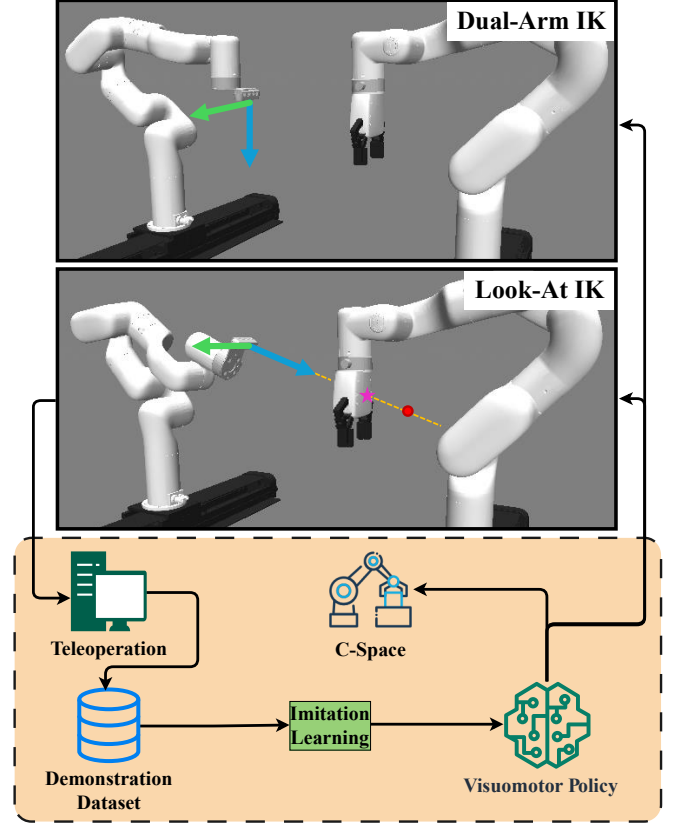 Dual-Arm IK
Look-At IK
Teleoperation
C-Space
Imitation
Learning
Demonstration
Dataset
Visuomotor Policy